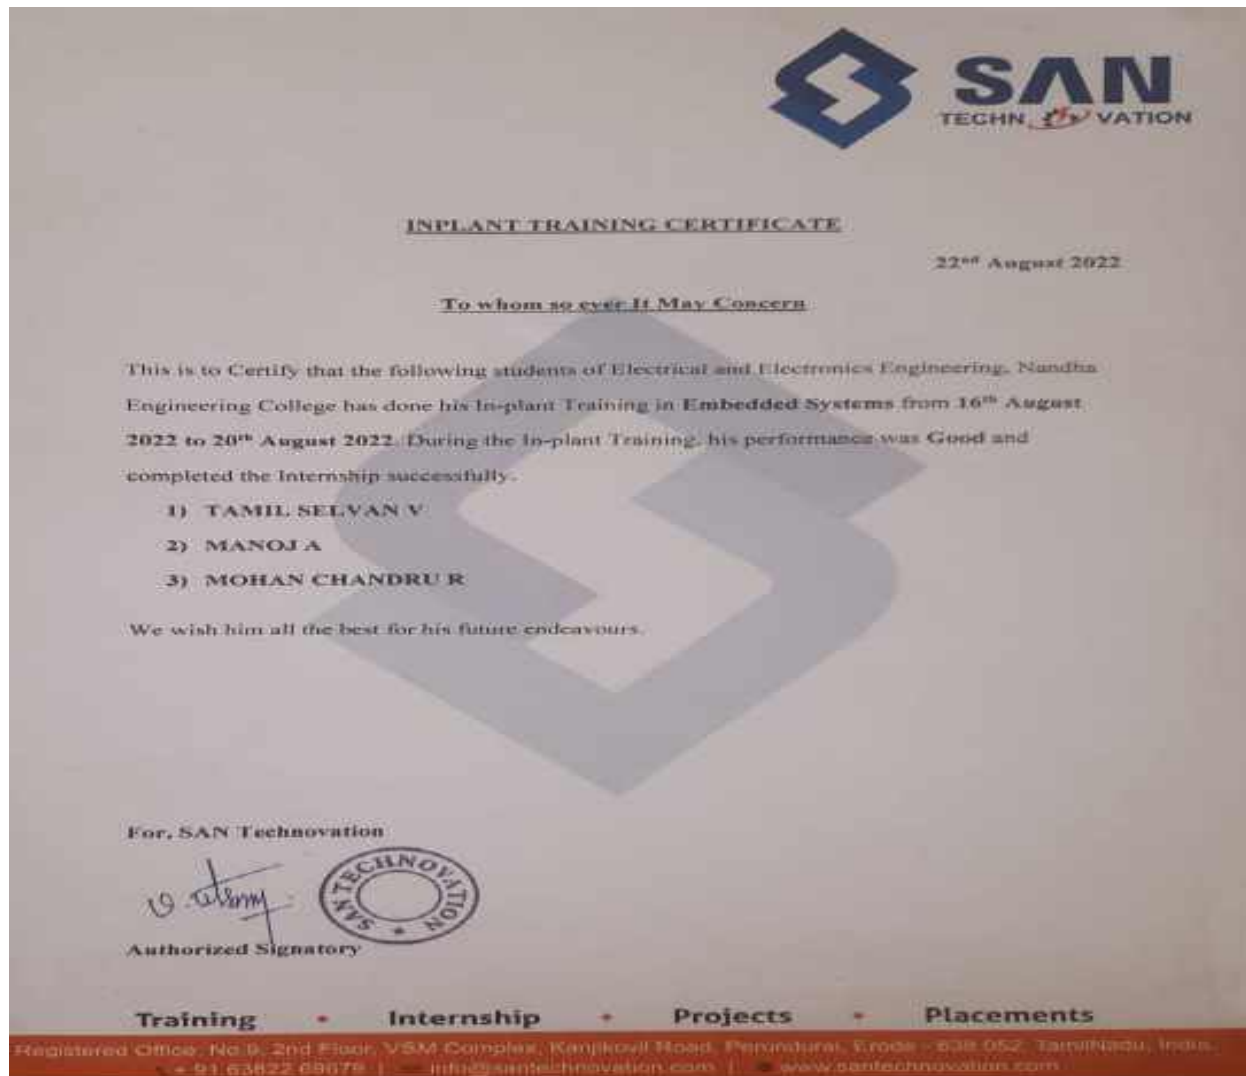 SAN
TECHNOVATION
INPLANT TRAINING CERTIFICATE
22nd August 2022
To whom so ever It May Concern
This is to Certify that the following students of Electrical and Electronics Engineering, Nandha
Engineering College has done his In-plant Training in Embedded Systems from 16th August
2022 to 20th August 2022. During the In-plant Training, his performance was Good and
completed the Internship successfully.
1) TAMIL SELVAN V
2) MANOJ A
3) MOHAN CHANDRU R
We wish him all the best for his future endeavours.
For, SAN Technovation
SAN TECHNOVATION
Authorized Signatory
Training • Internship • Projects • Placements
Registered Office: No.9, 2nd Floor, VSM Complex, Kanjikovil Road, Perundurai, Erode - 638 052, TamilNadu, India.
+ 91 63822 69679 | info@santechnovation.com | www.santechnovation.com